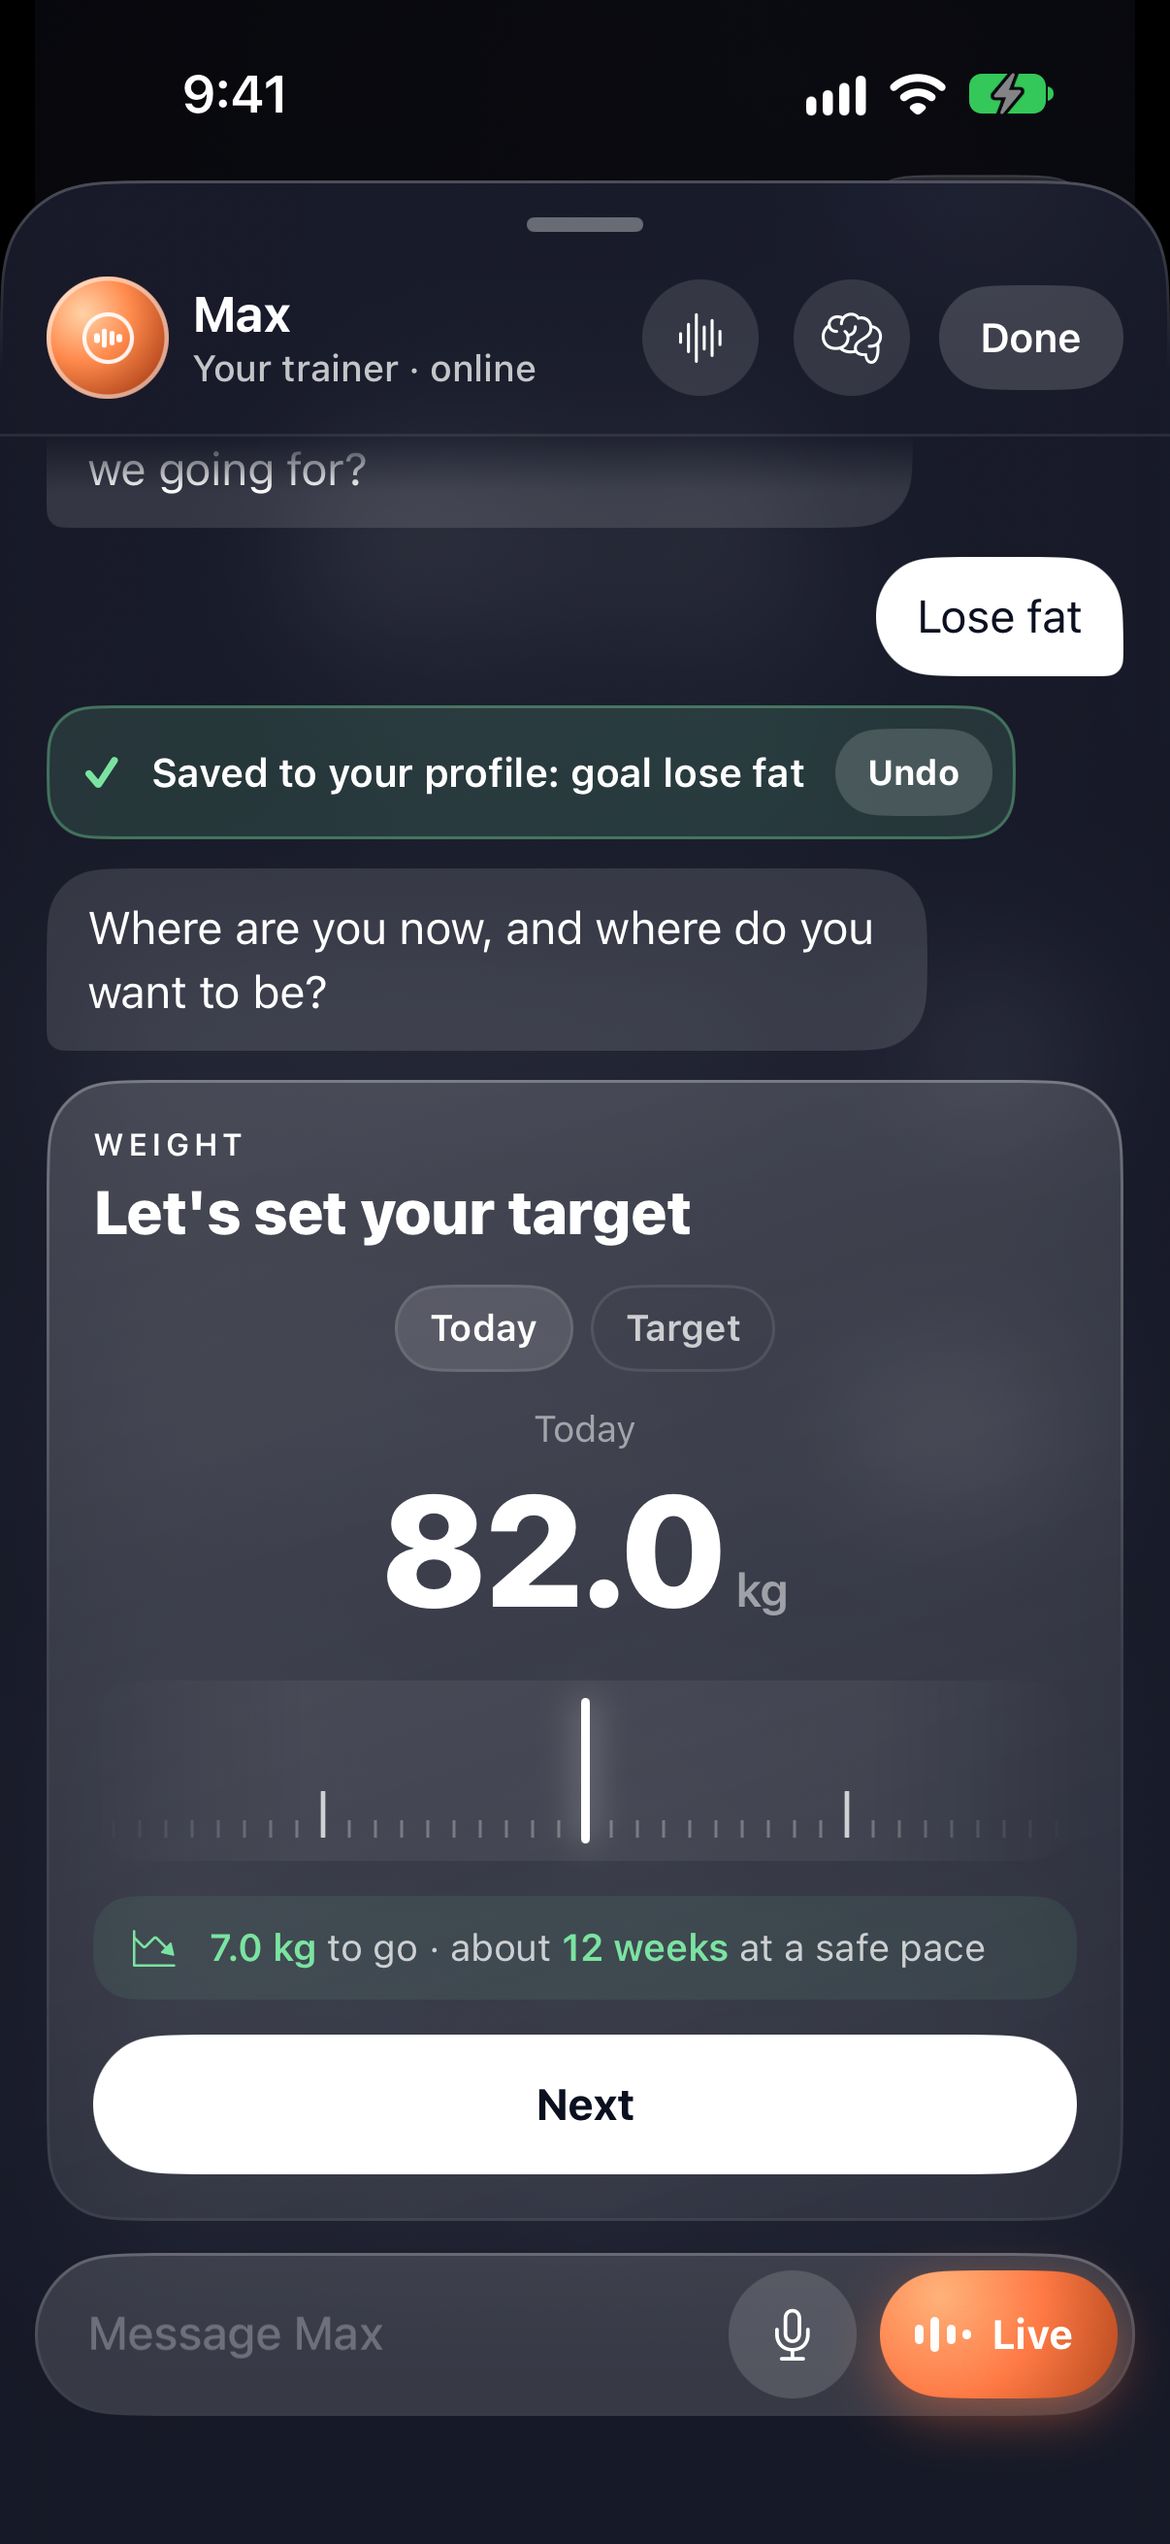 9:41
Max
Your trainer · online
Done
we going for?
Lose fat
Saved to your profile: goal lose fat
Undo
Where are you now, and where do you
want to be?
WEIGHT
Let's set your target
Today
Target
Today
82.0 kg
7.0 kg to go · about 12 weeks at a safe pace
Next
Message Max
Live